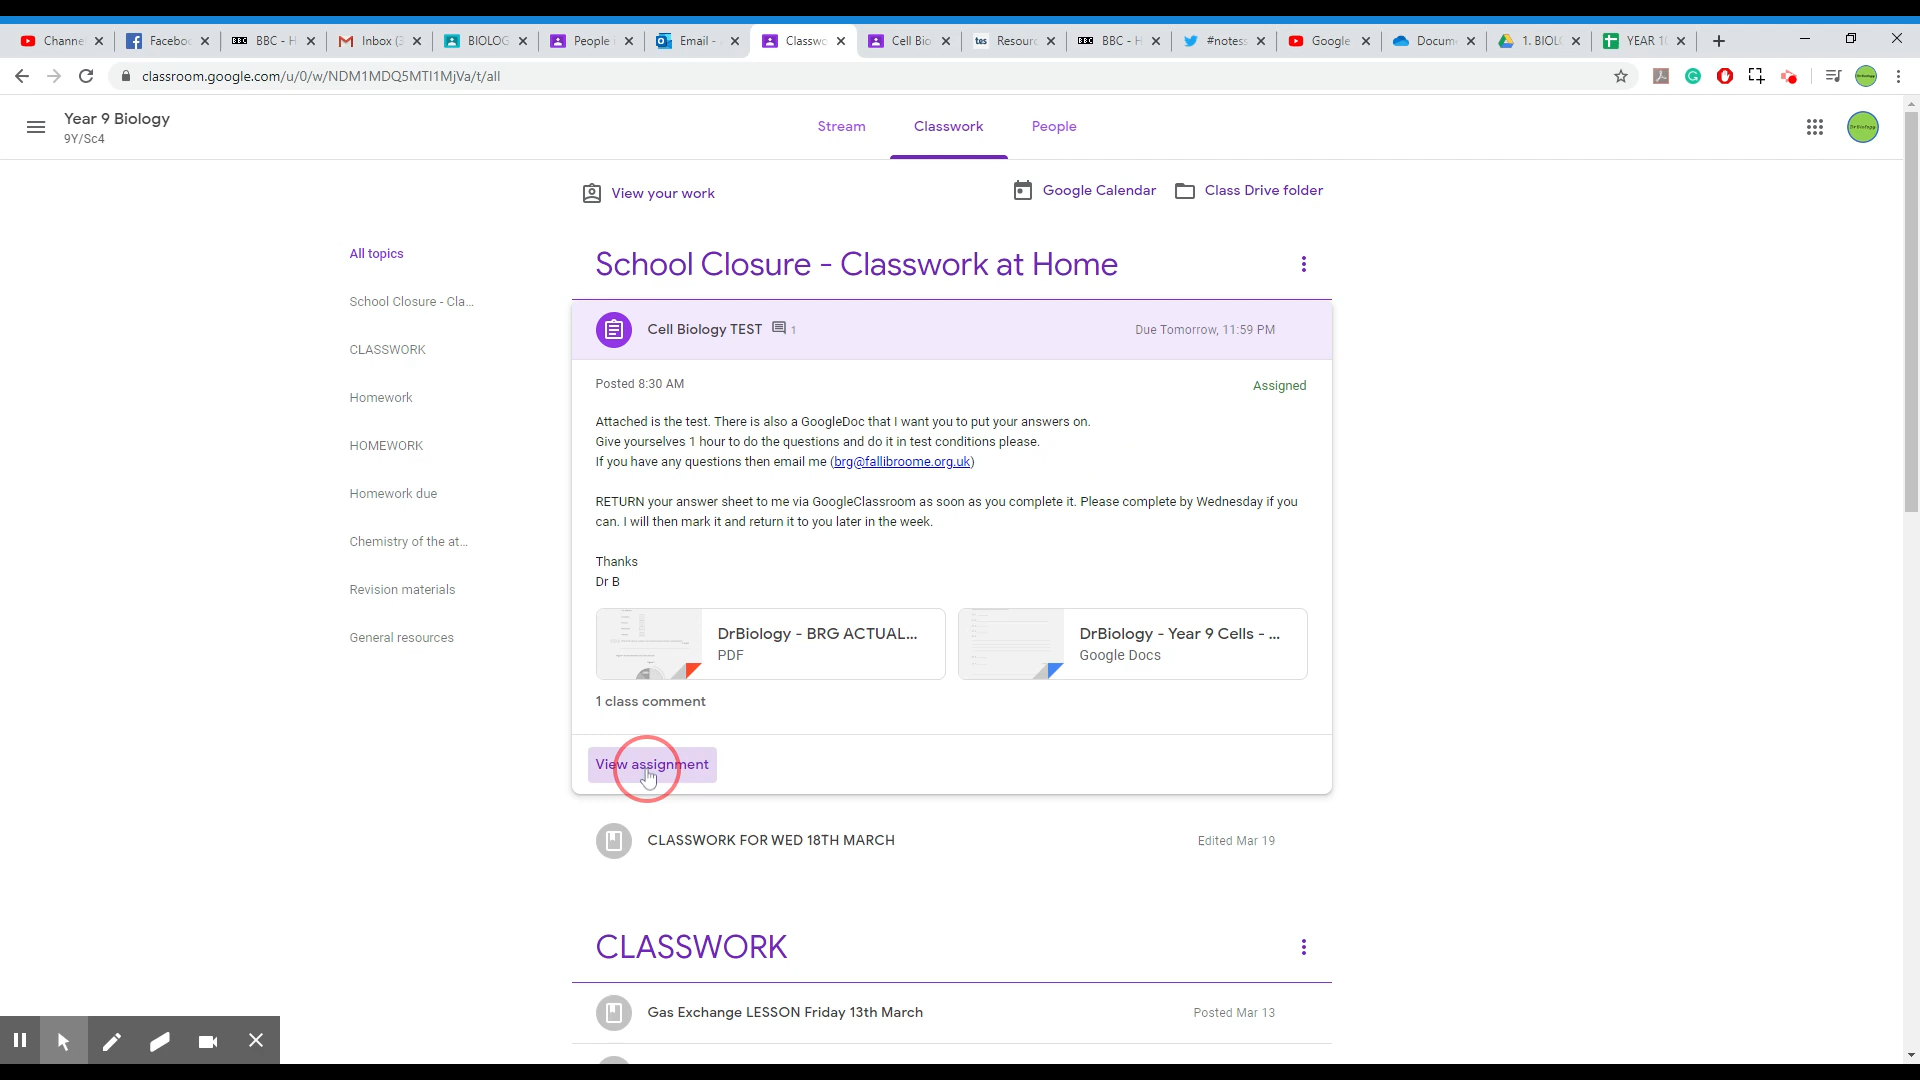 Channe
Facebo
BBC - H
Inbox (3
BIOLOG
People
Email -
Classwo
Cell Bio
Resourc
BBC - H
#notess
Google
Docum
1. BIOL
YEAR 10
classroom.google.com/u/0/w/NDM1MDQ5MTI1MjVa/t/all
Year 9 Biology
9Y/Sc4
Stream
Classwork
People
View your work
Google Calendar
Class Drive folder
All topics
School Closure - Cla...
CLASSWORK
Homework
HOMEWORK
Homework due
Chemistry of the at...
Revision materials
General resources
School Closure - Classwork at Home
Cell Biology TEST 1
Due Tomorrow, 11:59 PM
Posted 8:30 AM
Assigned
Attached is the test. There is also a GoogleDoc that I want you to put your answers on.
Give yourselves 1 hour to do the questions and do it in test conditions please.
If you have any questions then email me (brg@fallibroome.org.uk)
RETURN your answer sheet to me via GoogleClassroom as soon as you complete it. Please complete by Wednesday if you
can. I will then mark it and return it to you later in the week.
Thanks
Dr B
DrBiology - BRG ACTUAL...
PDF
DrBiology - Year 9 Cells - ...
Google Docs
1 class comment
View assignment
CLASSWORK FOR WED 18TH MARCH
Edited Mar 19
CLASSWORK
Gas Exchange LESSON Friday 13th March
Posted Mar 13